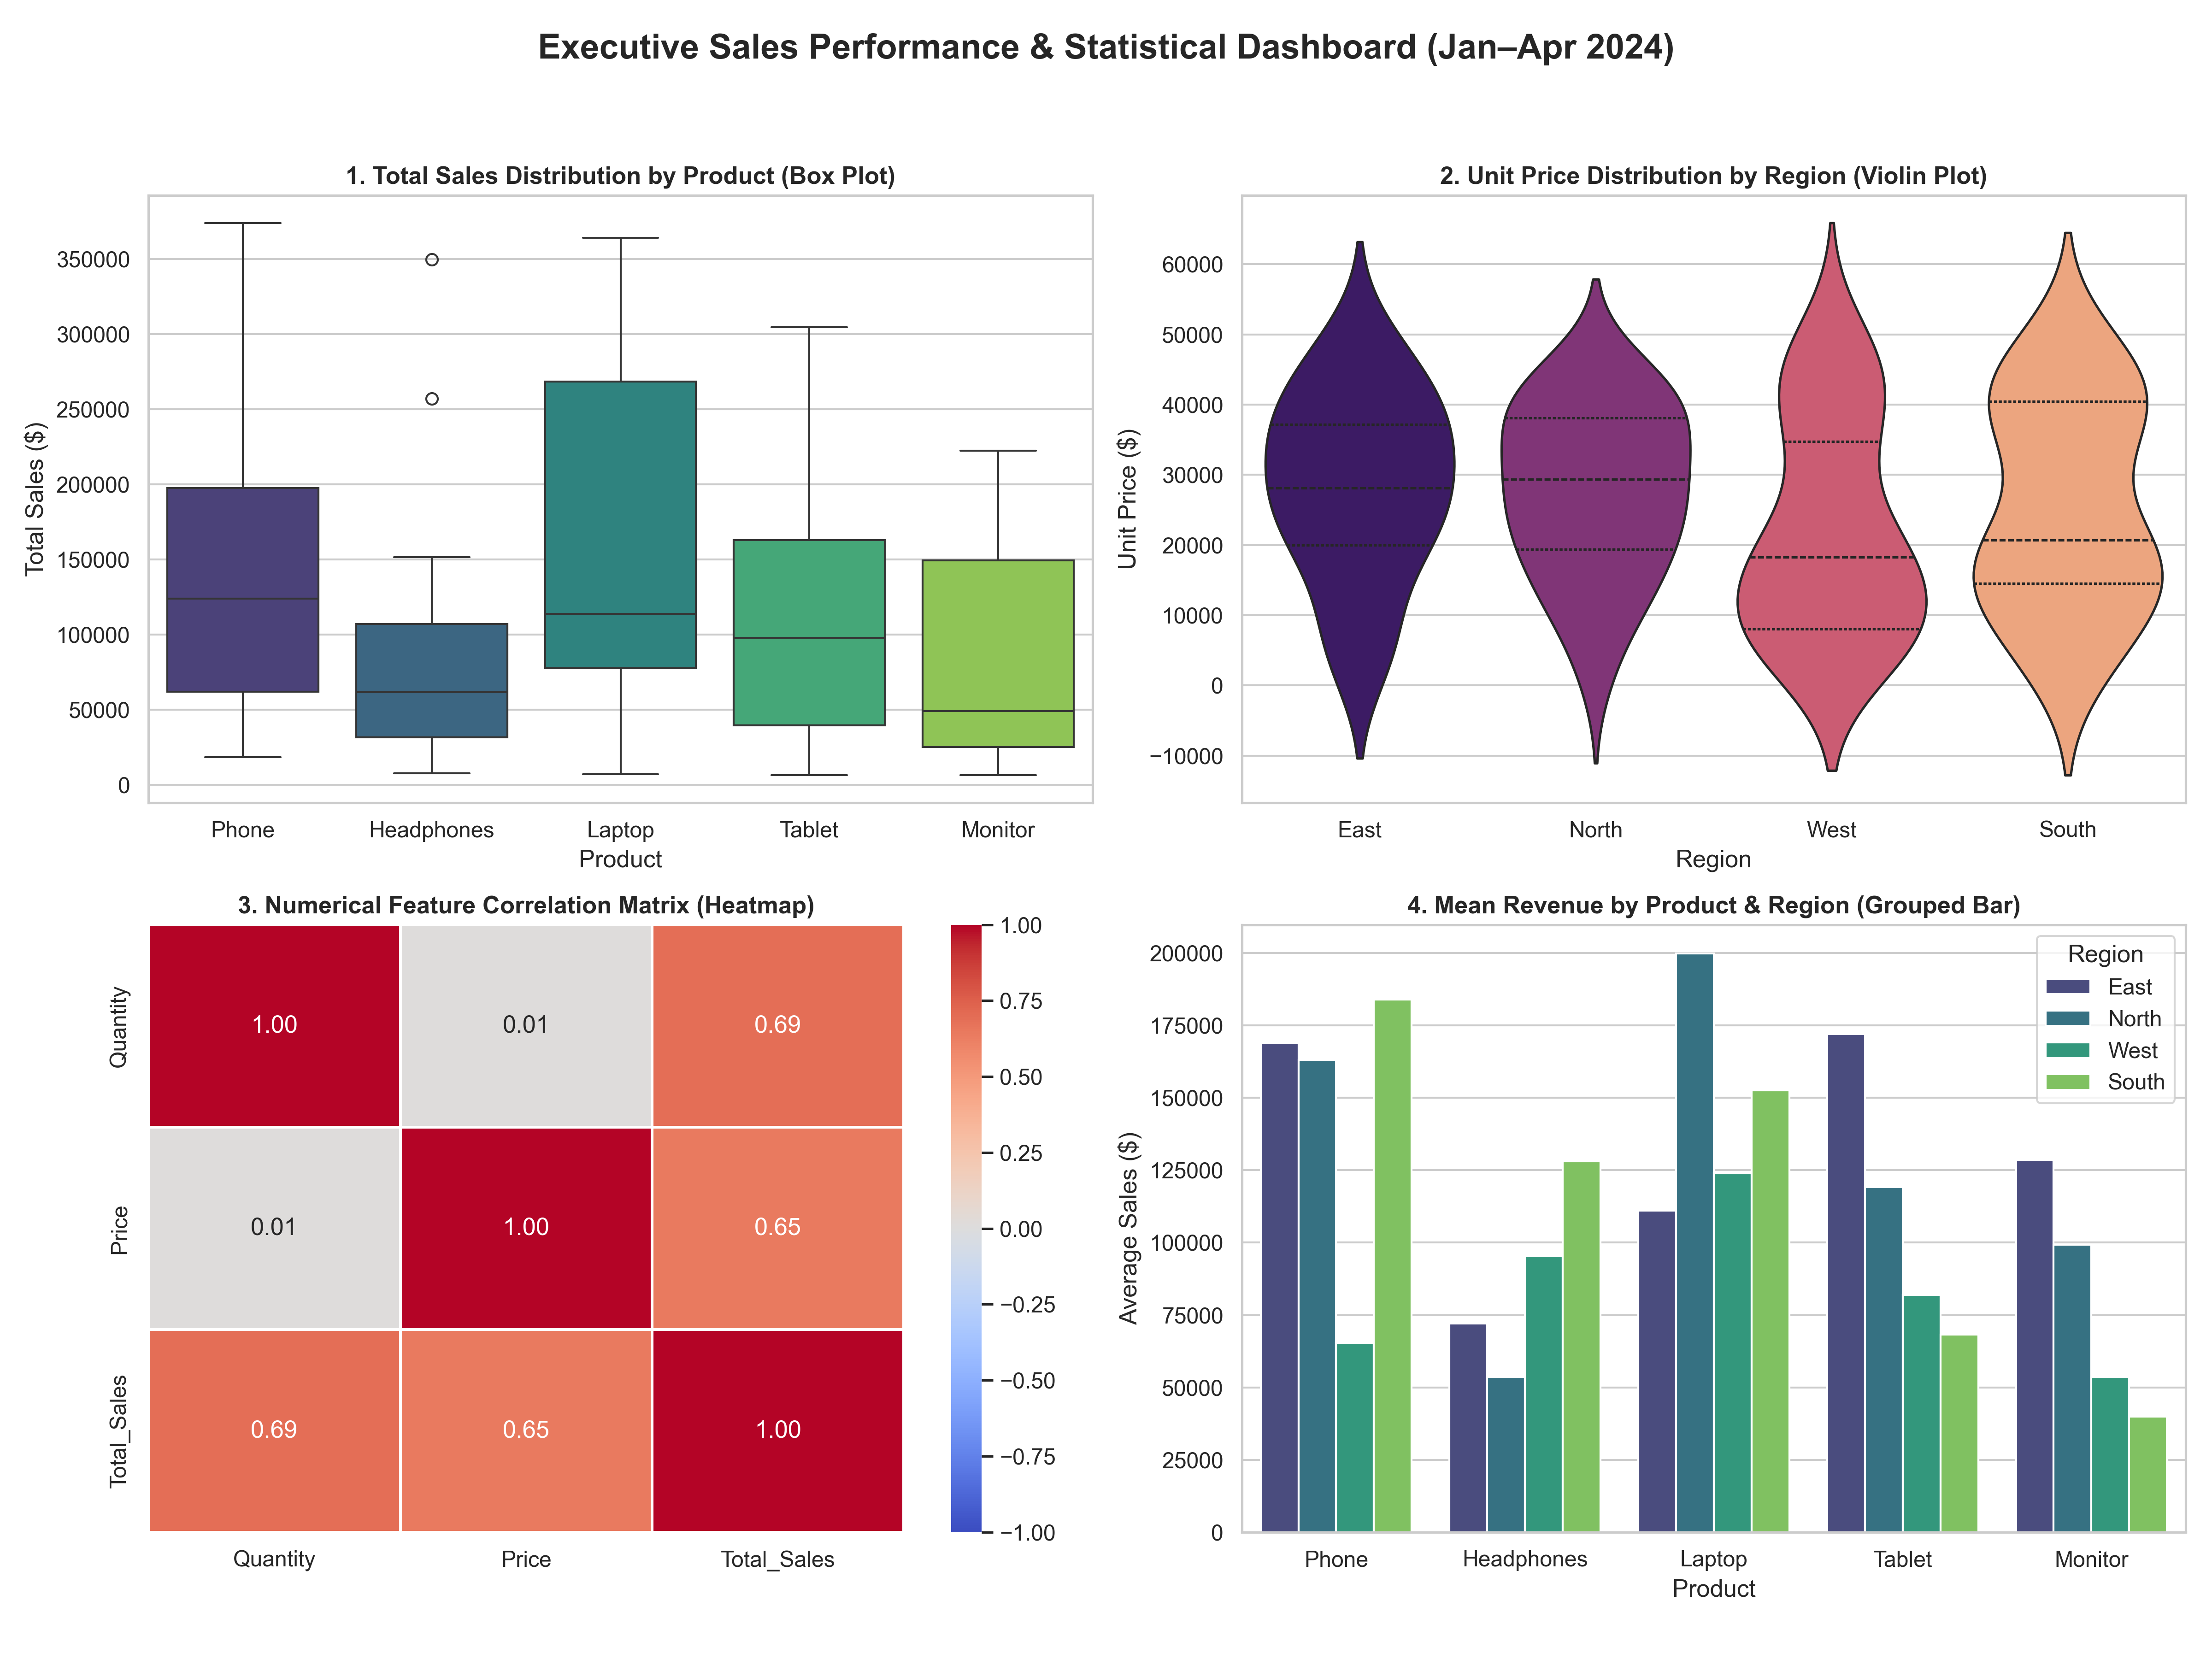 Executive Sales Performance & Statistical Dashboard (Jan–Apr 2024)
1. Total Sales Distribution by Product (Box Plot)
Total Sales ($)
350000
300000
250000
200000
150000
100000
50000
0
Phone Headphones Laptop Tablet Monitor
Product
2. Unit Price Distribution by Region (Violin Plot)
Unit Price ($)
60000
50000
40000
30000
20000
10000
0
−10000
East North West South
Region
3. Numerical Feature Correlation Matrix (Heatmap)
Quantity
1.00 0.01 0.69
Price
0.01 1.00 0.65
Total_Sales
0.69 0.65 1.00
Quantity Price Total_Sales
1.00
0.75
0.50
0.25
0.00
−0.25
−0.50
−0.75
−1.00
4. Mean Revenue by Product & Region (Grouped Bar)
Average Sales ($)
200000
175000
150000
125000
100000
75000
50000
25000
0
Region
East
North
West
South
Phone Headphones Laptop Tablet Monitor
Product